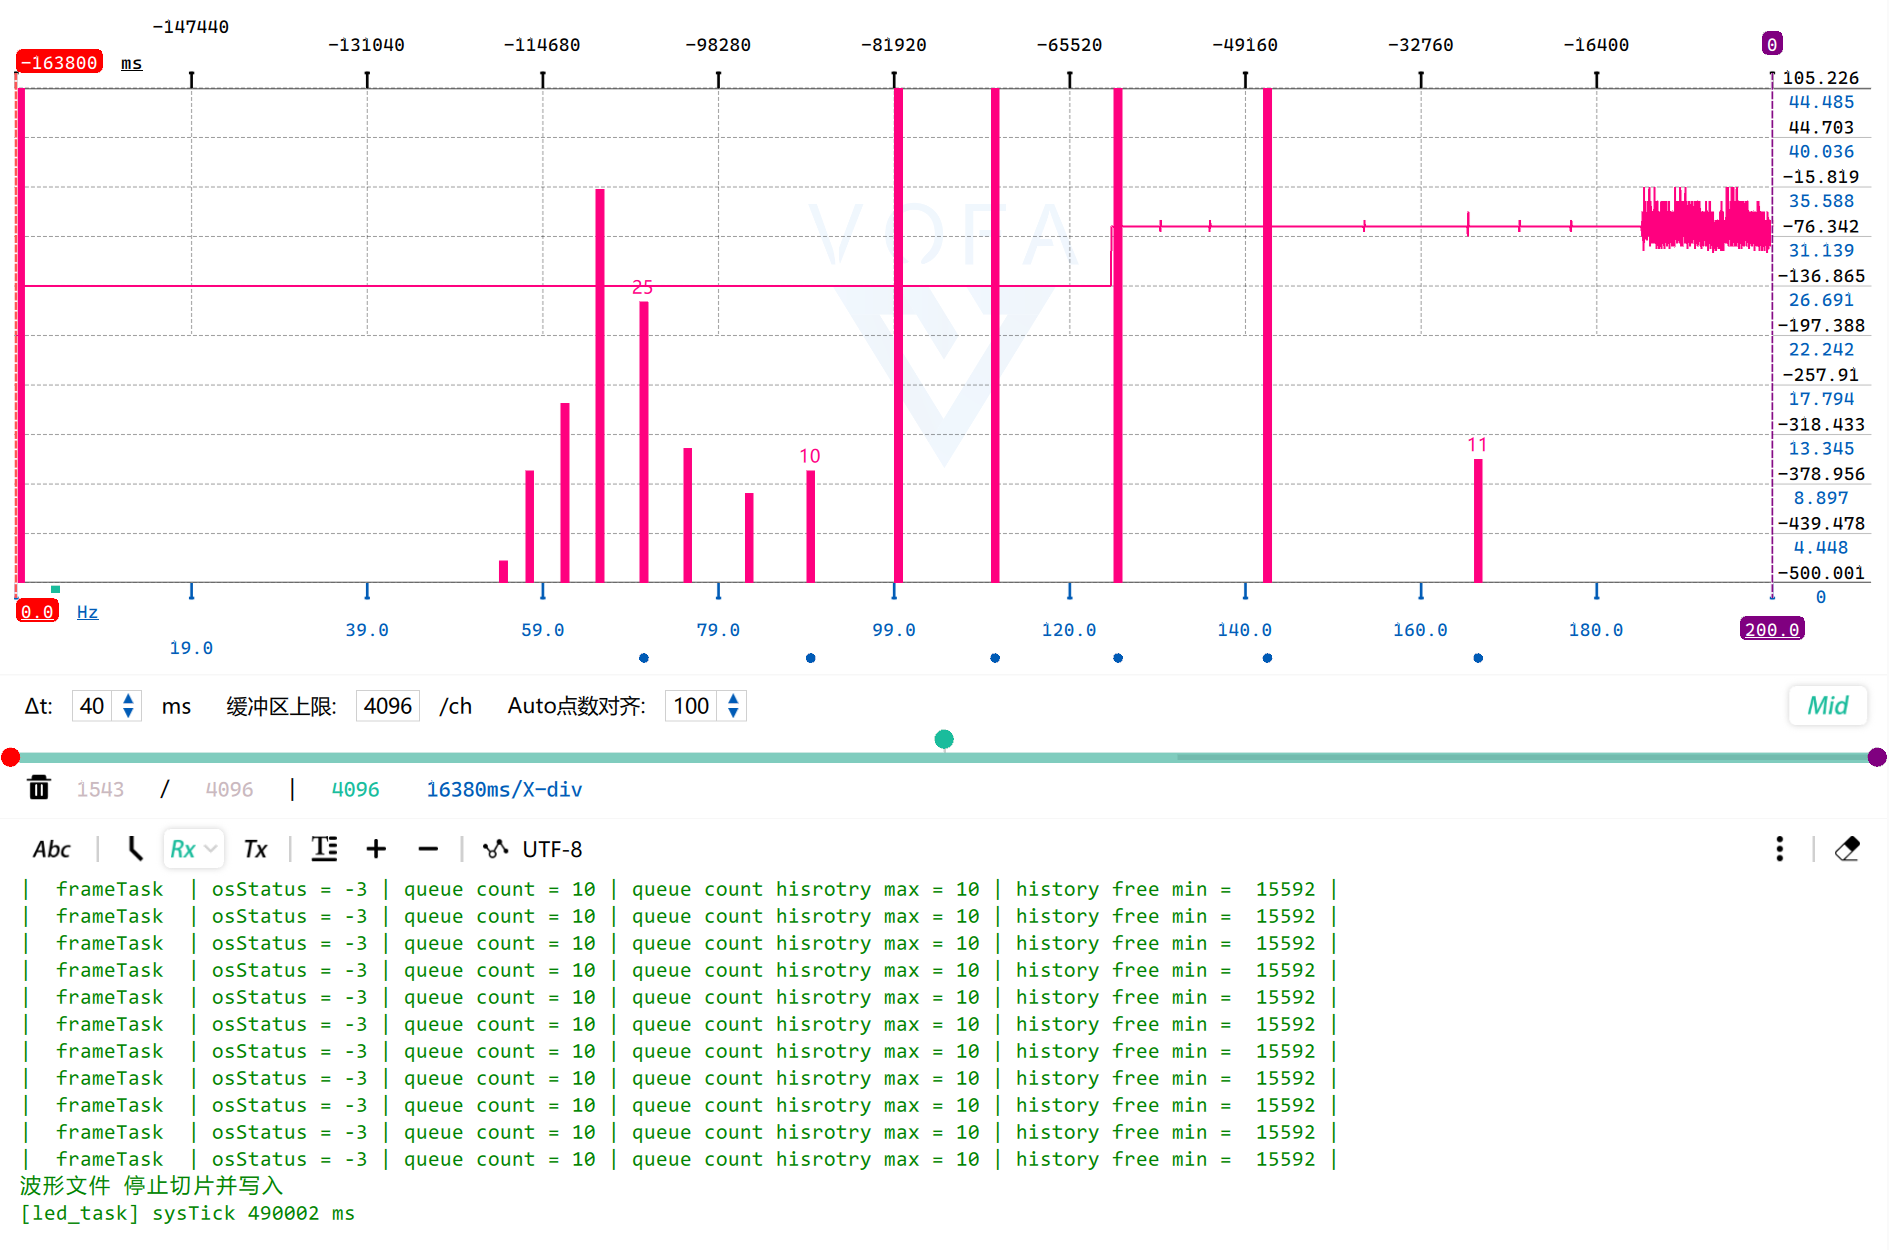 -147440
-131040 -114680 -98280 -81920 -65520 -49160 -32760 -16400 0
-163800 ms
105.226
44.485
44.703
40.036
-15.819
35.588
-76.342
31.139
-136.865
26.691
-197.388
22.242
-257.91
17.794
-318.433
13.345
-378.956
8.897
-439.478
4.448
-500.001
0
VOFA
25
10
11
0.0 Hz
39.0 59.0 79.0 99.0 120.0 140.0 160.0 180.0 200.0
19.0
Δt: 40 ms 缓冲区上限: 4096 /ch Auto点数对齐: 100 Mid
1543 / 4096 | 4096 16380ms/X-div
Abc | Rx Tx | T + − | UTF-8
| frameTask | osStatus = -3 | queue count = 10 | queue count hisrotry max = 10 | history free min = 15592 |
| frameTask | osStatus = -3 | queue count = 10 | queue count hisrotry max = 10 | history free min = 15592 |
| frameTask | osStatus = -3 | queue count = 10 | queue count hisrotry max = 10 | history free min = 15592 |
| frameTask | osStatus = -3 | queue count = 10 | queue count hisrotry max = 10 | history free min = 15592 |
| frameTask | osStatus = -3 | queue count = 10 | queue count hisrotry max = 10 | history free min = 15592 |
| frameTask | osStatus = -3 | queue count = 10 | queue count hisrotry max = 10 | history free min = 15592 |
| frameTask | osStatus = -3 | queue count = 10 | queue count hisrotry max = 10 | history free min = 15592 |
| frameTask | osStatus = -3 | queue count = 10 | queue count hisrotry max = 10 | history free min = 15592 |
| frameTask | osStatus = -3 | queue count = 10 | queue count hisrotry max = 10 | history free min = 15592 |
| frameTask | osStatus = -3 | queue count = 10 | queue count hisrotry max = 10 | history free min = 15592 |
| frameTask | osStatus = -3 | queue count = 10 | queue count hisrotry max = 10 | history free min = 15592 |
波形文件 停止切片并写入
[led_task] sysTick 490002 ms